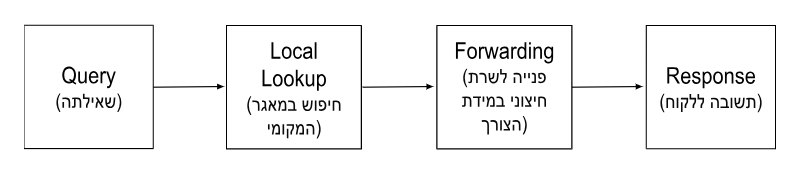 Query
(שאילתה)
Local
Lookup
(חיפוש במאגר
המקומי)
Forwarding
(פנייה לשרת
חיצוני במידת
הצורך)
Response
(תשובה ללקוח)